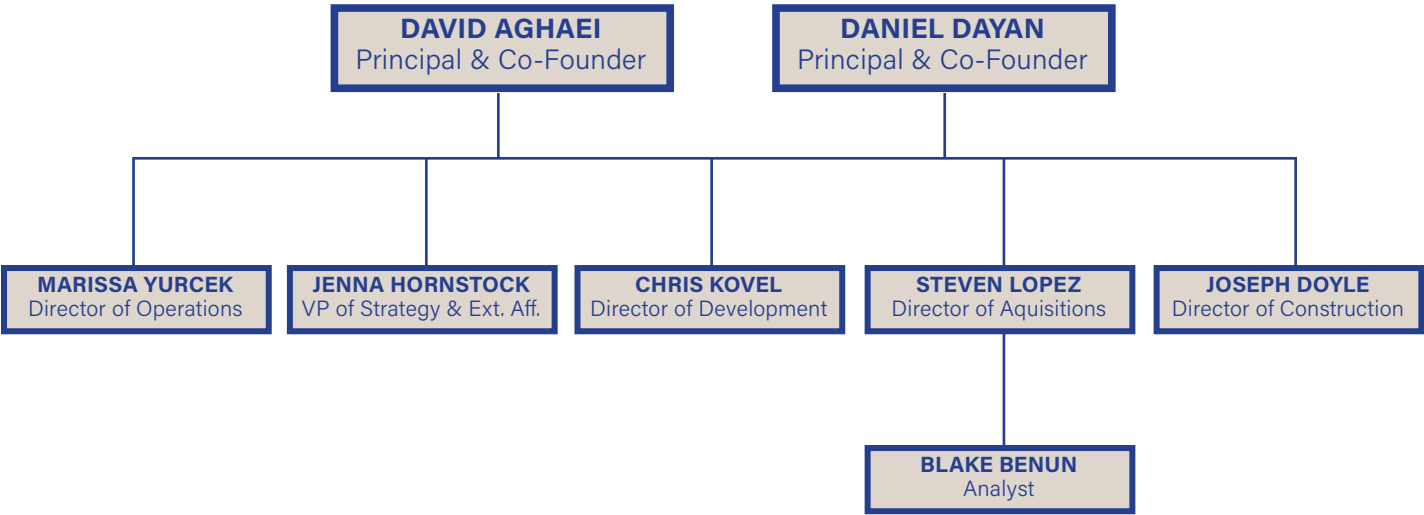 DAVID AGHAEI
Principal & Co-Founder
DANIEL DAYAN
Principal & Co-Founder
MARISSA YURCEK
Director of Operations
JENNA HORNSTOCK
VP of Strategy & Ext. Aff.
CHRIS KOVEL
Director of Development
STEVEN LOPEZ
Director of Aquisitions
JOSEPH DOYLE
Director of Construction
BLAKE BENUN
Analyst